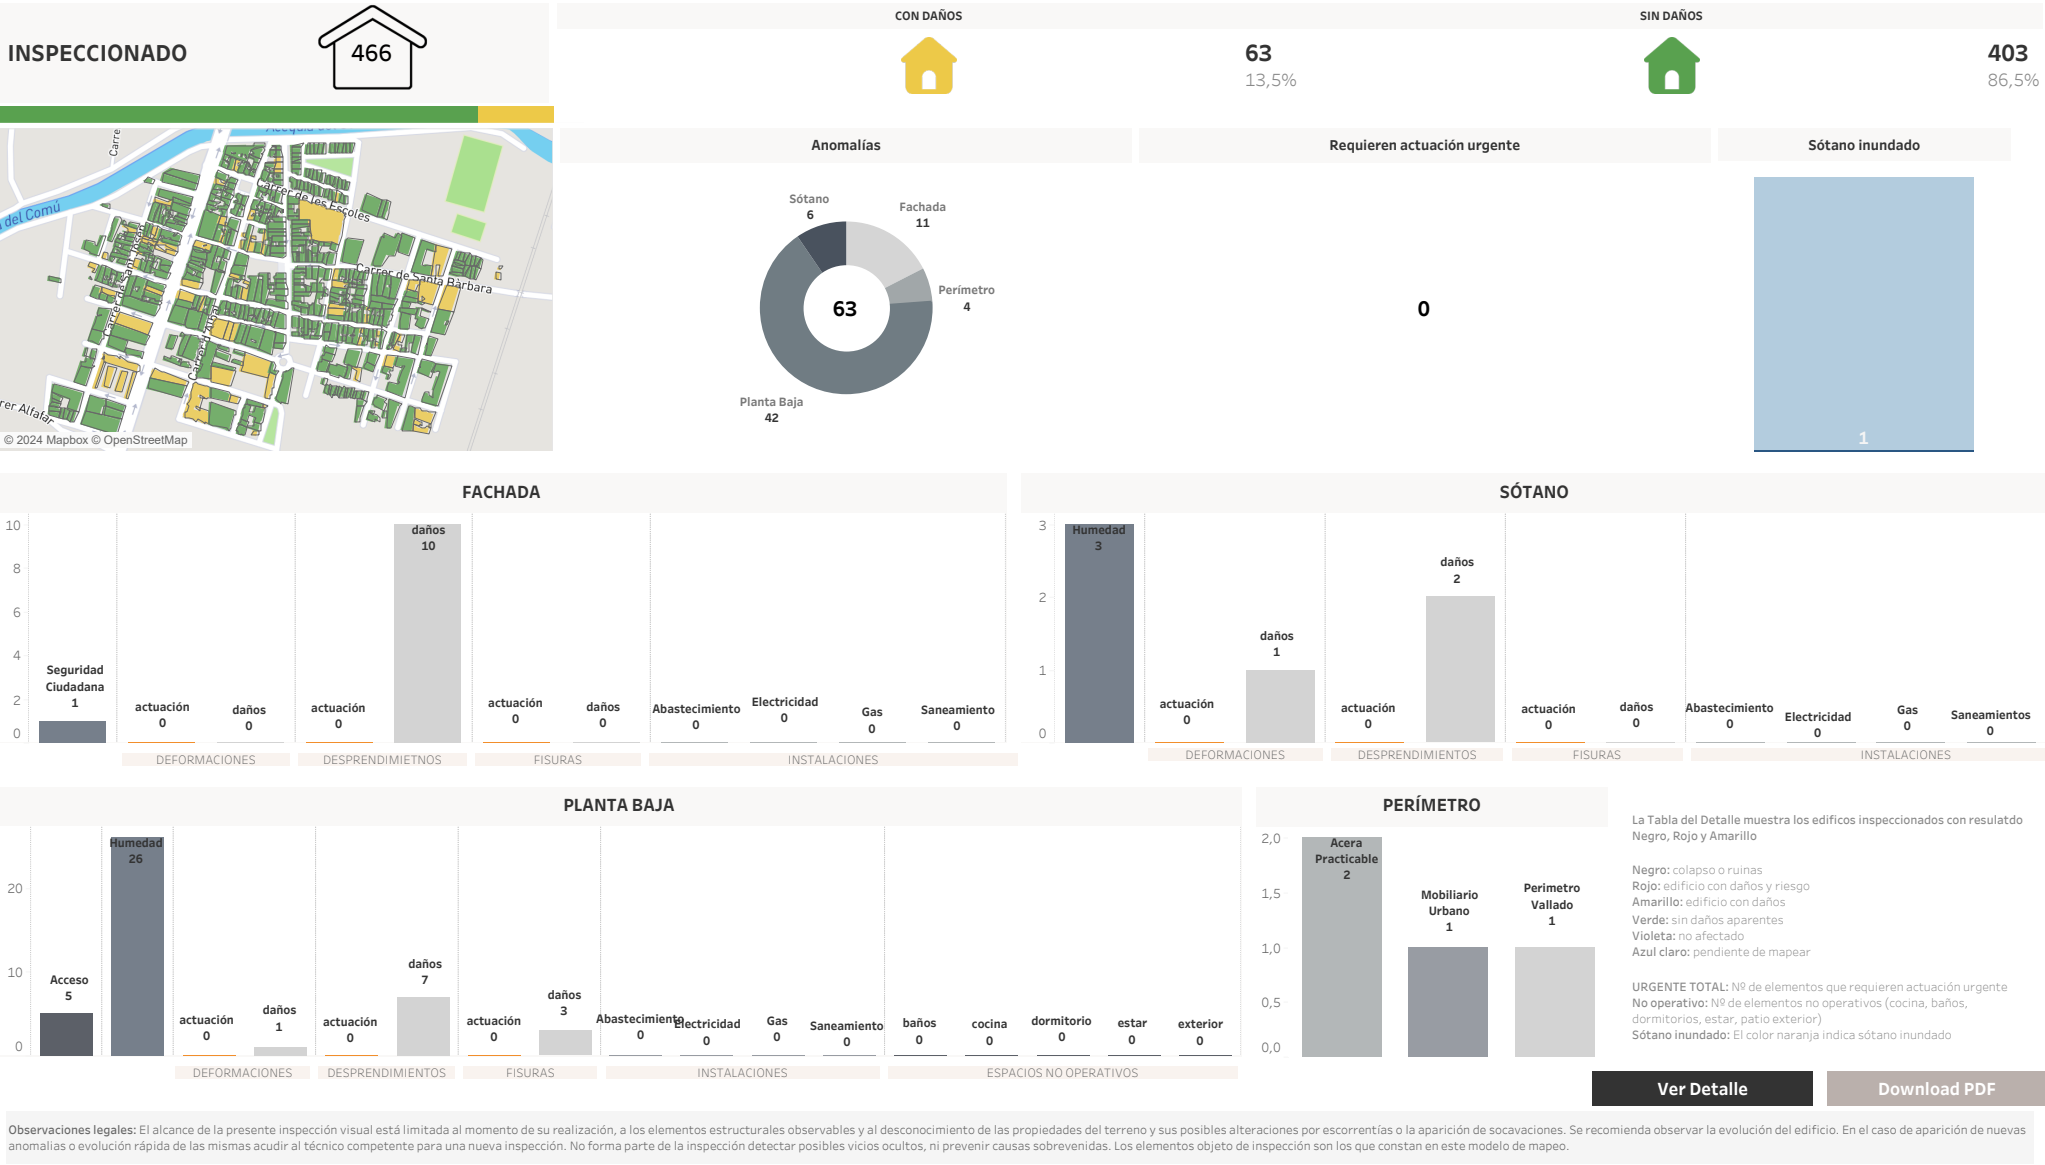 INSPECCIONADO
466
CON DAÑOS
63
13,5%
SIN DAÑOS
403
86,5%
Carrer de les Escoles
del Comú
Carrer de Santa Bàrbara
Carrer d'Albal
© 2024 Mapbox © OpenStreetMap
Anomalías
Sótano
6
Fachada
11
Perímetro
4
63
Planta Baja
42
Requieren actuación urgente
0
Sótano inundado
1
FACHADA
10
8
6
4
2
0
Seguridad
Ciudadana
1
actuación
0
daños
0
actuación
0
daños
10
actuación
0
daños
0
Abastecimiento
0
Electricidad
0
Gas
0
Saneamiento
0
DEFORMACIONES
DESPRENDIMIETNOS
FISURAS
INSTALACIONES
SÓTANO
3
2
1
0
Humedad
3
actuación
0
daños
1
actuación
0
daños
2
actuación
0
daños
0
Abastecimiento
0
Electricidad
0
Gas
0
Saneamientos
0
DEFORMACIONES
DESPRENDIMIENTOS
FISURAS
INSTALACIONES
PLANTA BAJA
20
10
0
Acceso
5
Humedad
26
actuación
0
daños
1
actuación
0
daños
7
actuación
0
daños
3
Abastecimiento
0
Electricidad
0
Gas
0
Saneamiento
0
baños
0
cocina
0
dormitorio
0
estar
0
exterior
0
DEFORMACIONES
DESPRENDIMIENTOS
FISURAS
INSTALACIONES
ESPACIOS NO OPERATIVOS
PERÍMETRO
2,0
1,5
1,0
0,5
0,0
Acera
Practicable
2
Mobiliario
Urbano
1
Perimetro
Vallado
1
La Tabla del Detalle muestra los edificos inspeccionados con resulatdo
Negro, Rojo y Amarillo
Negro: colapso o ruinas
Rojo: edificio con daños y riesgo
Amarillo: edificio con daños
Verde: sin daños aparentes
Violeta: no afectado
Azul claro: pendiente de mapear
URGENTE TOTAL: Nº de elementos que requieren actuación urgente
No operativo: Nº de elementos no operativos (cocina, baños,
dormitorios, estar, patio exterior)
Sótano inundado: El color naranja indica sótano inundado
Ver Detalle
Download PDF
Observaciones legales: El alcance de la presente inspección visual está limitada al momento de su realización, a los elementos estructurales observables y al desconocimiento de las propiedades del terreno y sus posibles alteraciones por escorrentías o la aparición de socavaciones. Se recomienda observar la evolución del edificio. En el caso de aparición de nuevas
anomalias o evolución rápida de las mismas acudir al técnico competente para una nueva inspección. No forma parte de la inspección detectar posibles vicios ocultos, ni prevenir causas sobrevenidas. Los elementos objeto de inspección son los que constan en este modelo de mapeo.